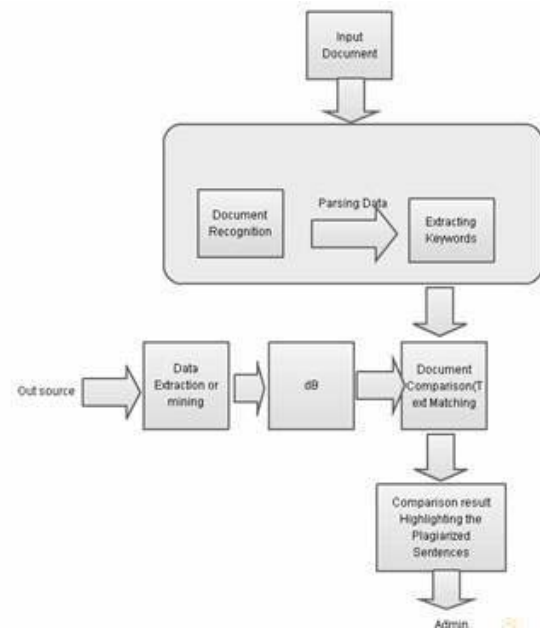 Input
Document
Parsing Data
Document
Recognition
Extracting
Keywords
Out source
Data
Extraction or
mining
dB
Document
Comparison(T
ext Matching
Comparison result
Highlighting the
Plagiarized
Sentences
Admin